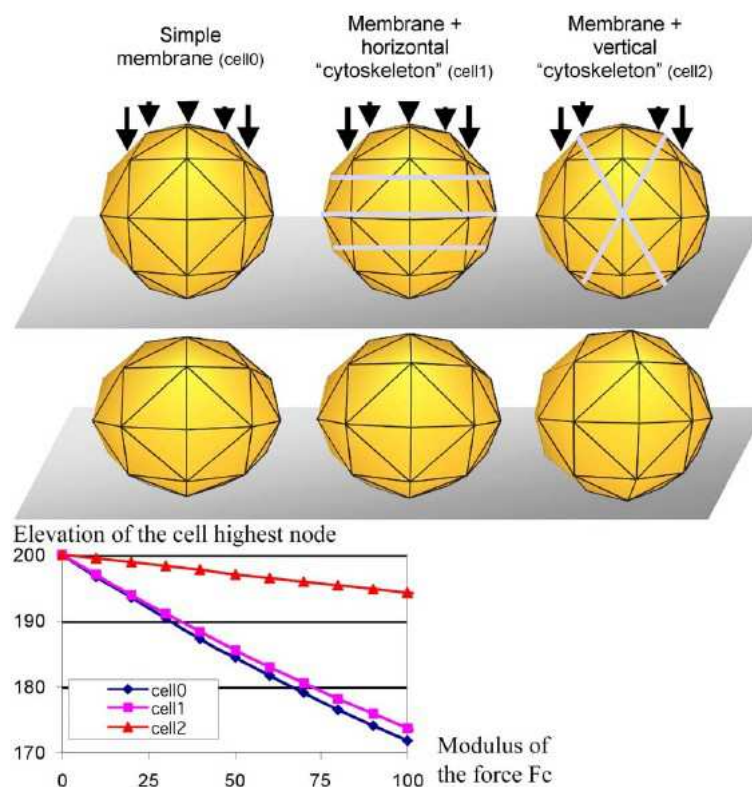 Simple
membrane (cell0)
Membrane +
horizontal
"cytoskeleton" (cell1)
Membrane +
vertical
"cytoskeleton" (cell2)
Elevation of the cell highest node
200
190
180
170
cell0
cell1
cell2
0
25
50
75
100
Modulus of
the force Fc